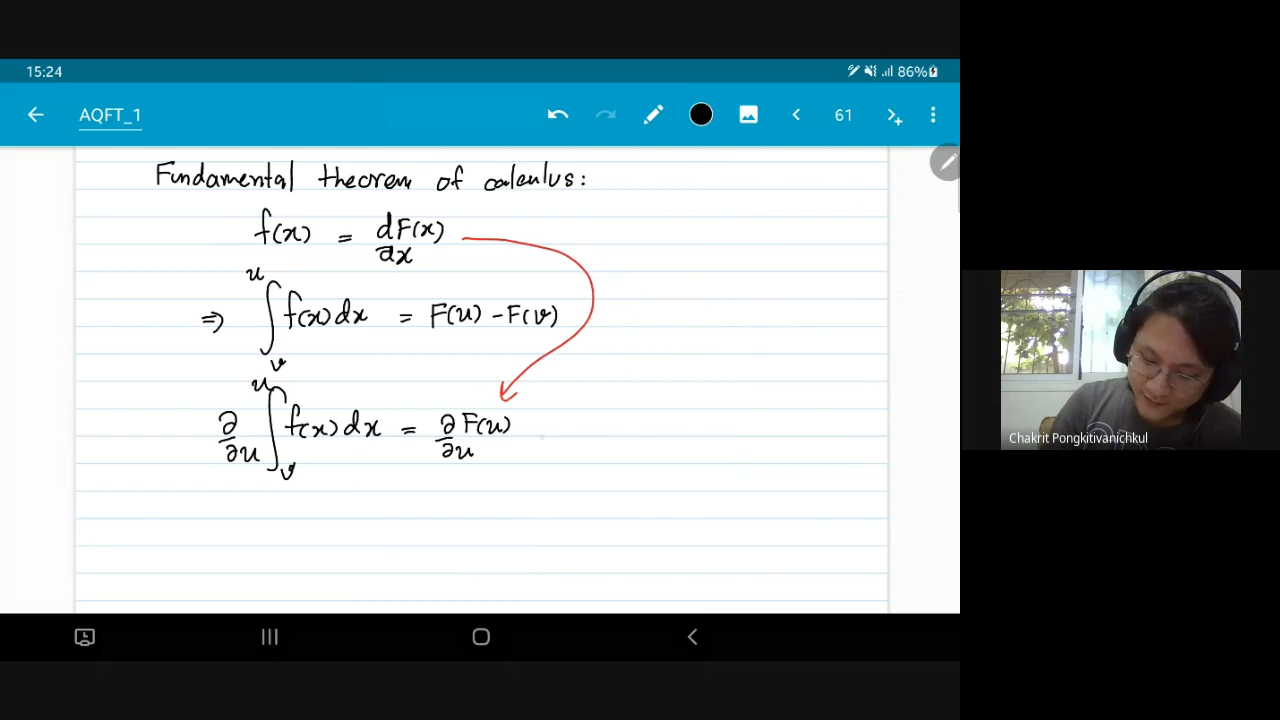 15:24 86%
AQFT_1 61
Fundamental theorem of calculus:
f(x) = dF(x)/dx
⇒ ∫_v^u f(x)dx = F(u) - F(v)
∂/∂u ∫_v^u f(x)dx = ∂F(u)/∂u
Chakrit Pongkitivanichkul